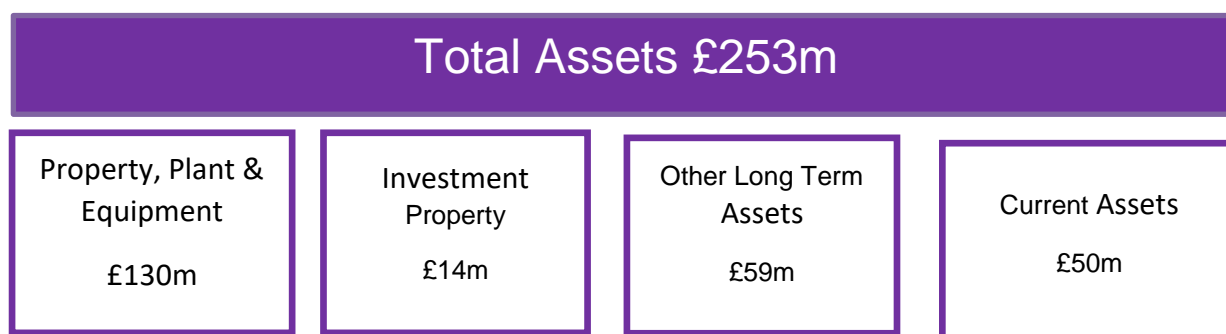 Total Assets £253m
Property, Plant &
Equipment
£130m
Investment
Property
£14m
Other Long Term
Assets
£59m
Current Assets
£50m